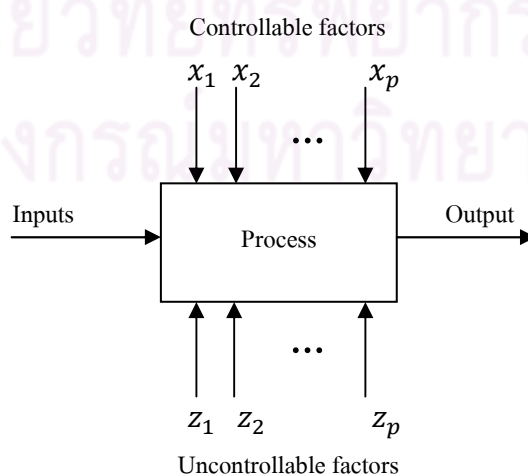 Controllable factors
x₁ x₂ xₚ
...
Inputs Process Output
...
z₁ z₂ zₚ
Uncontrollable factors